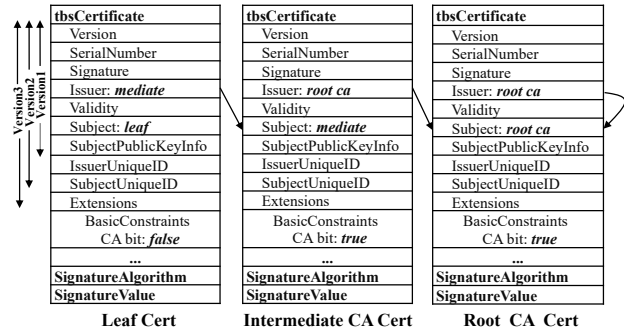 Version3
Version2
Version1
tbsCertificate
Version
SerialNumber
Signature
Issuer: mediate
Validity
Subject: leaf
SubjectPublicKeyInfo
IssuerUniqueID
SubjectUniqueID
Extensions
BasicConstraints
CA bit: false
...
SignatureAlgorithm
SignatureValue
Leaf Cert
tbsCertificate
Version
SerialNumber
Signature
Issuer: root ca
Validity
Subject: mediate
SubjectPublicKeyInfo
IssuerUniqueID
SubjectUniqueID
Extensions
BasicConstraints
CA bit: true
...
SignatureAlgorithm
SignatureValue
Intermediate CA Cert
tbsCertificate
Version
SerialNumber
Signature
Issuer: root ca
Validity
Subject: root ca
SubjectPublicKeyInfo
IssuerUniqueID
SubjectUniqueID
Extensions
BasicConstraints
CA bit: true
...
SignatureAlgorithm
SignatureValue
Root CA Cert